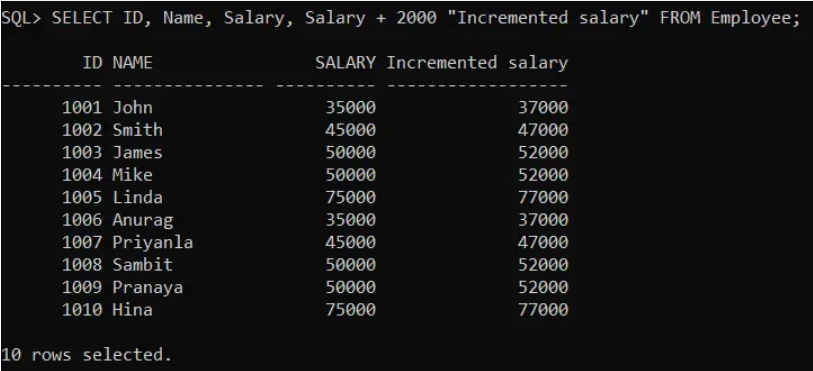 SQL> SELECT ID, Name, Salary, Salary + 2000 "Incremented salary" FROM Employee;
        ID NAME                SALARY Incremented salary
---------- --------------- ---------- ------------------
      1001 John                 35000              37000
      1002 Smith                45000              47000
      1003 James                50000              52000
      1004 Mike                 50000              52000
      1005 Linda                75000              77000
      1006 Anurag               35000              37000
      1007 Priyanla             45000              47000
      1008 Sambit               50000              52000
      1009 Pranaya              50000              52000
      1010 Hina                 75000              77000
10 rows selected.